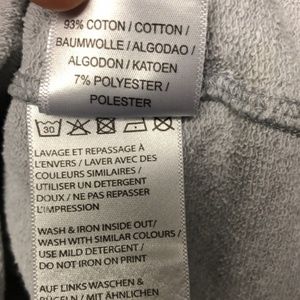 93% COTON / COTTON /
BAUMWOLLE / ALGODAO /
ALGODON / KATOEN
7% POLYESTER /
POLESTER
30
LAVAGE ET REPASSAGE À
L'ENVERS / LAVER AVEC DES
COULEURS SIMILAIRES /
UTILISER UN DETERGENT
DOUX / NE PAS REPASSER
L'IMPRESSION
WASH & IRON INSIDE OUT/
WASH WITH SIMILAR COLOURS /
USE MILD DETERGENT /
DO NOT IRON ON PRINT
AUF LINKS WASCHEN &
BÜGELN / MIT ÄHNLICHEN